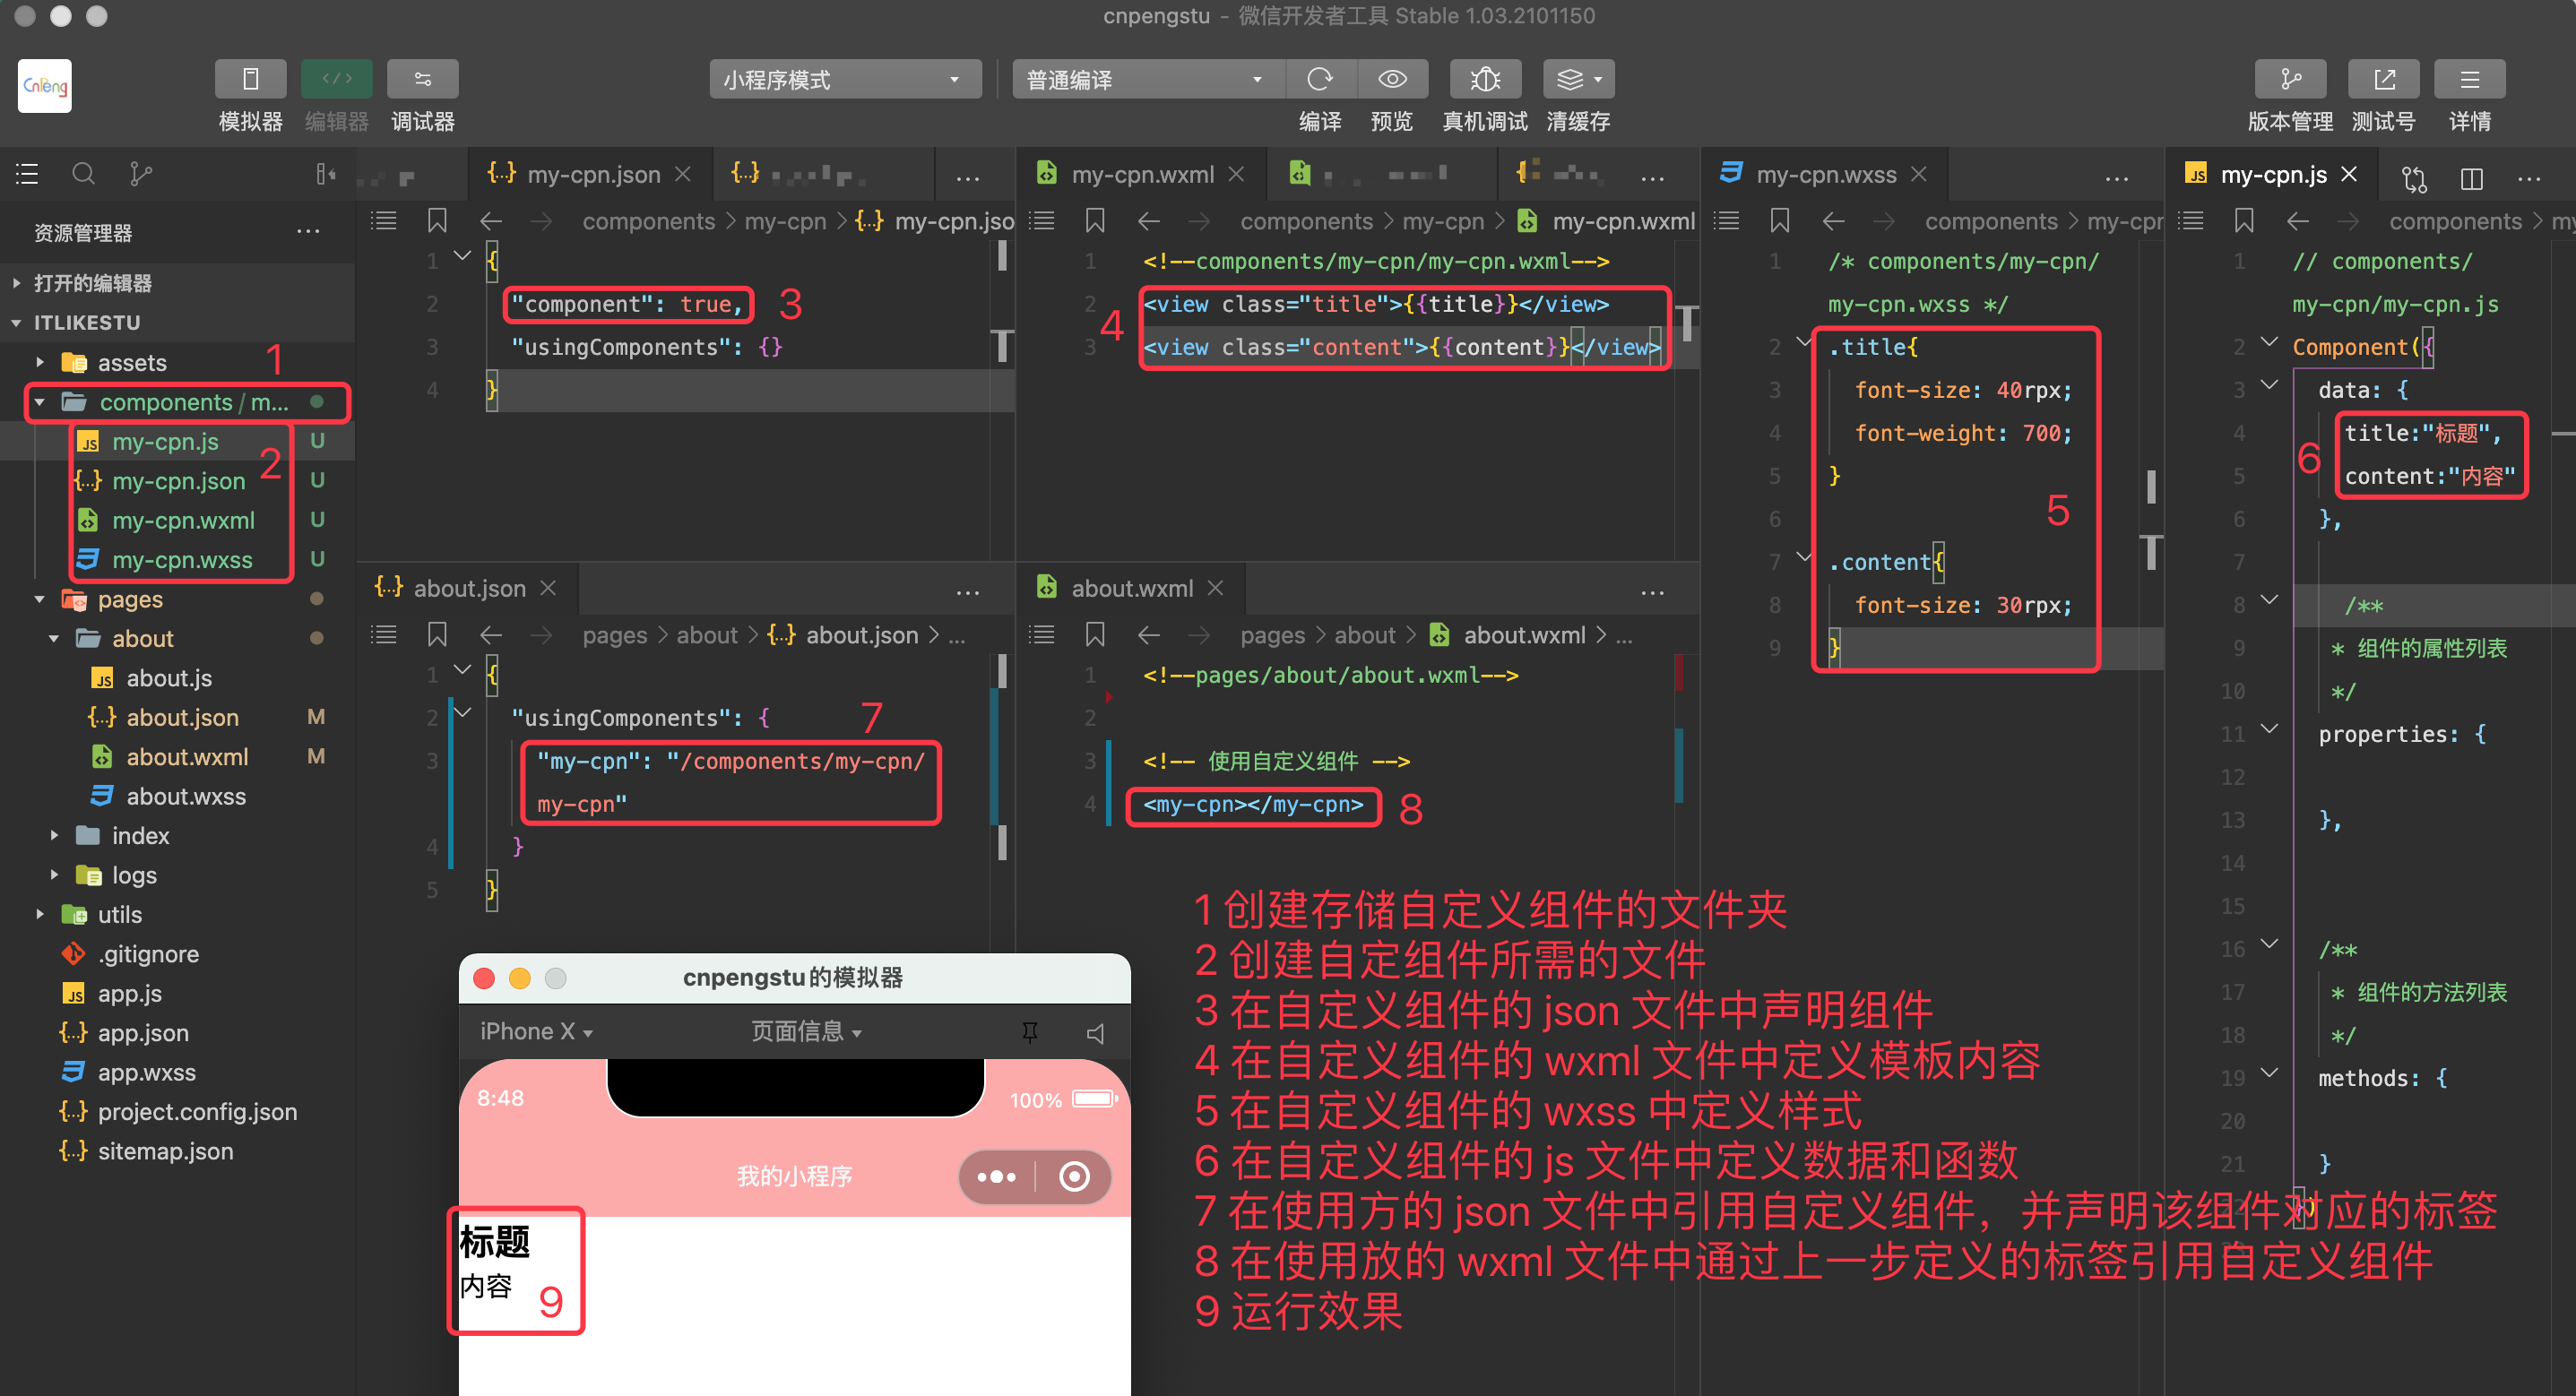 cnpengstu - 微信开发者工具 Stable 1.03.2101150
CnPeng
模拟器
编辑器
调试器
小程序模式
普通编译
编译
预览
真机调试
清缓存
版本管理
测试号
详情
资源管理器
打开的编辑器
ITLIKESTU
assets
1
components / m...
my-cpn.js U
my-cpn.json U
my-cpn.wxml U
my-cpn.wxss U
2
pages
about
about.js
about.json M
about.wxml M
about.wxss
index
logs
utils
.gitignore
app.js
app.json
app.wxss
project.config.json
sitemap.json
my-cpn.json
components > my-cpn > my-cpn.jso
1 {
2 "component": true,
3 "usingComponents": {}
4 }
3
my-cpn.wxml
components > my-cpn > my-cpn.wxml
1 <!--components/my-cpn/my-cpn.wxml-->
2 <view class="title">{{title}}</view>
3 <view class="content">{{content}}</view>
4
my-cpn.wxss
components > my-cpn
1 /* components/my-cpn/
my-cpn.wxss */
2 .title{
3 font-size: 40rpx;
4 font-weight: 700;
5 }
6
7 .content{
8 font-size: 30rpx;
9 }
5
my-cpn.js
components > my
1 // components/
my-cpn/my-cpn.js
2 Component({
3 data: {
4 title:"标题",
5 content:"内容"
6 },
7
8 /**
9 * 组件的属性列表
10 */
11 properties: {
12
13 },
14
15
16 /**
17 * 组件的方法列表
18 */
19 methods: {
20
21 }
22 })
6
about.json
pages > about > about.json > ...
1 {
2 "usingComponents": {
3 "my-cpn": "/components/my-cpn/
my-cpn"
4 }
5 }
7
about.wxml
pages > about > about.wxml > ...
1 <!--pages/about/about.wxml-->
2
3 <!-- 使用自定义组件 -->
4 <my-cpn></my-cpn>
8
cnpengstu的模拟器
iPhone X
页面信息
8:48
100%
我的小程序
标题
内容
9
1 创建存储自定义组件的文件夹
2 创建自定组件所需的文件
3 在自定义组件的 json 文件中声明组件
4 在自定义组件的 wxml 文件中定义模板内容
5 在自定义组件的 wxss 中定义样式
6 在自定义组件的 js 文件中定义数据和函数
7 在使用方的 json 文件中引用自定义组件，并声明该组件对应的标签
8 在使用放的 wxml 文件中通过上一步定义的标签引用自定义组件
9 运行效果